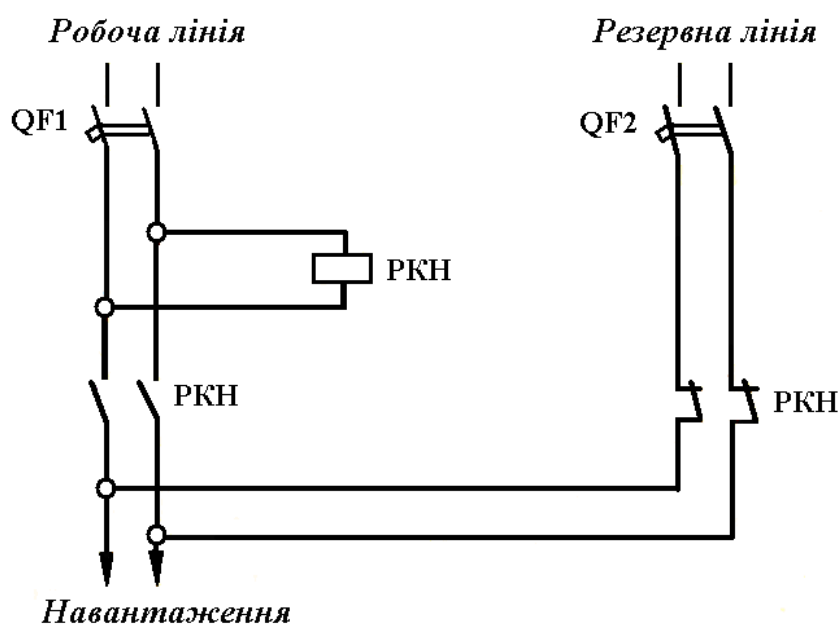 Робоча лінія
Резервна лінія
QF1
QF2
РКН
РКН
РКН
Навантаження